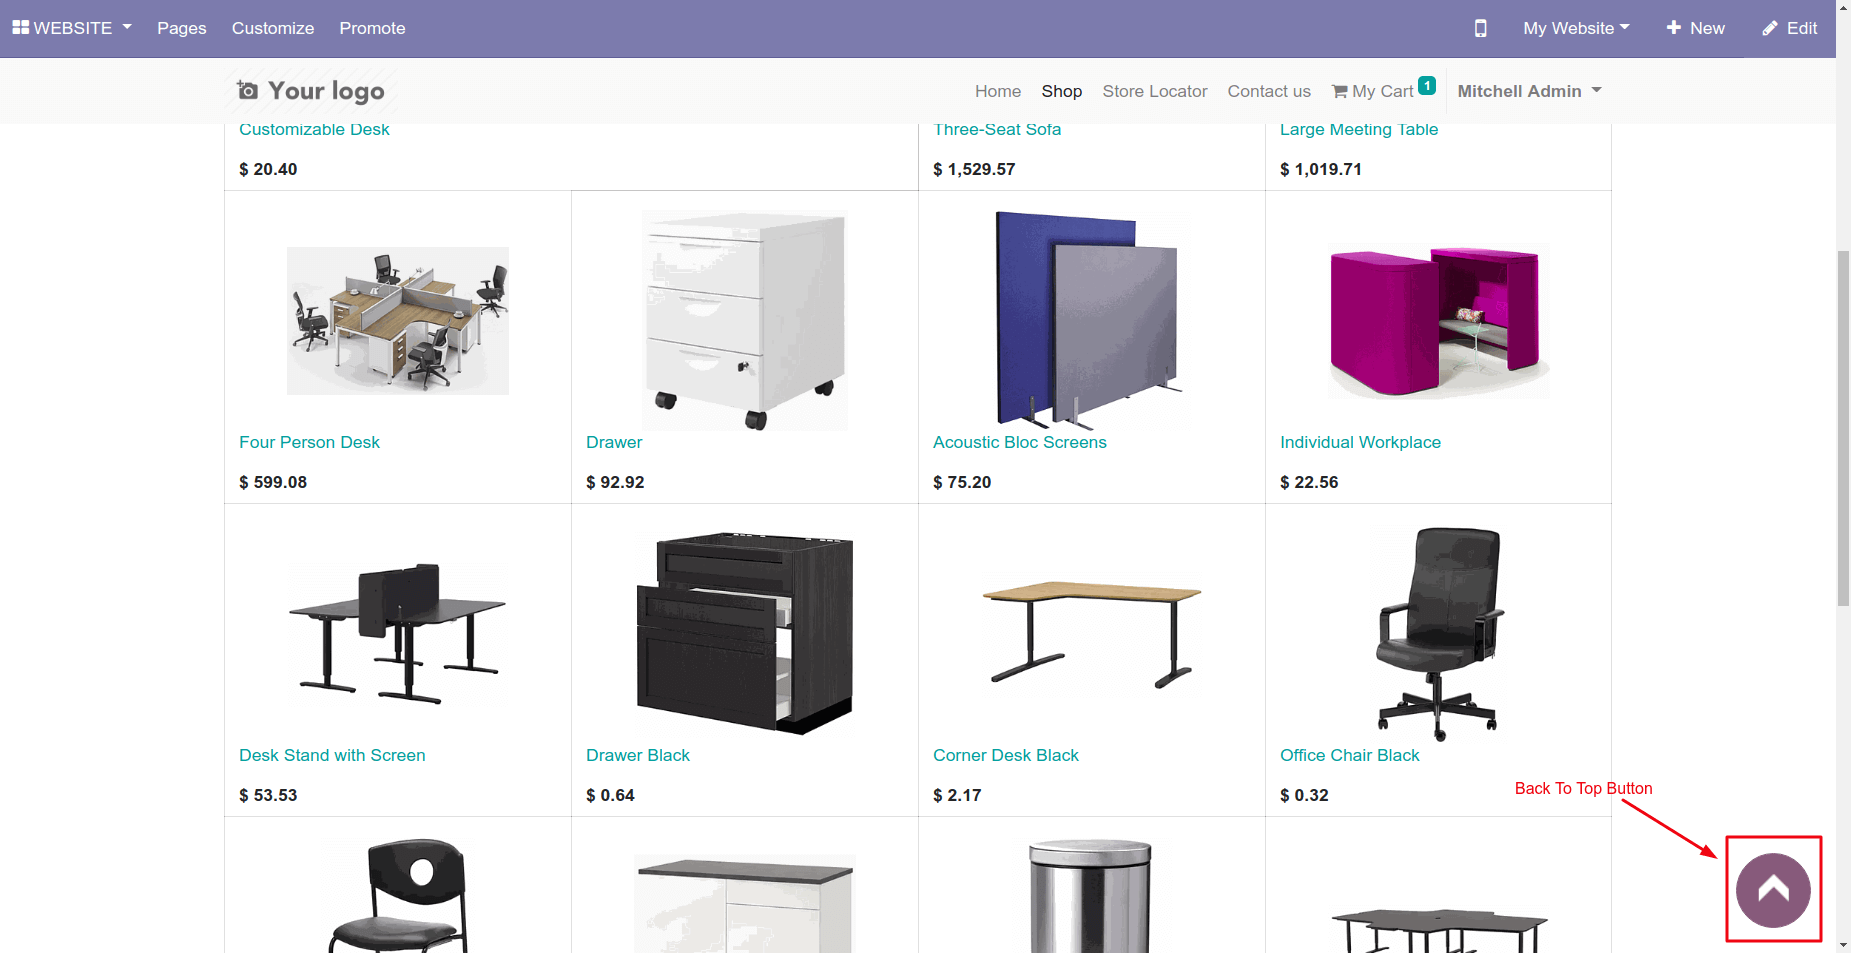 WEBSITE Pages Customize Promote My Website New Edit
Your logo Home Shop Store Locator Contact us My Cart 1 Mitchell Admin
Customizable Desk Three-Seat Sofa Large Meeting Table
$ 20.40 $ 1,529.57 $ 1,019.71
Four Person Desk Drawer Acoustic Bloc Screens Individual Workplace
$ 599.08 $ 92.92 $ 75.20 $ 22.56
Desk Stand with Screen Drawer Black Corner Desk Black Office Chair Black
$ 53.53 $ 0.64 $ 2.17 $ 0.32
Back To Top Button